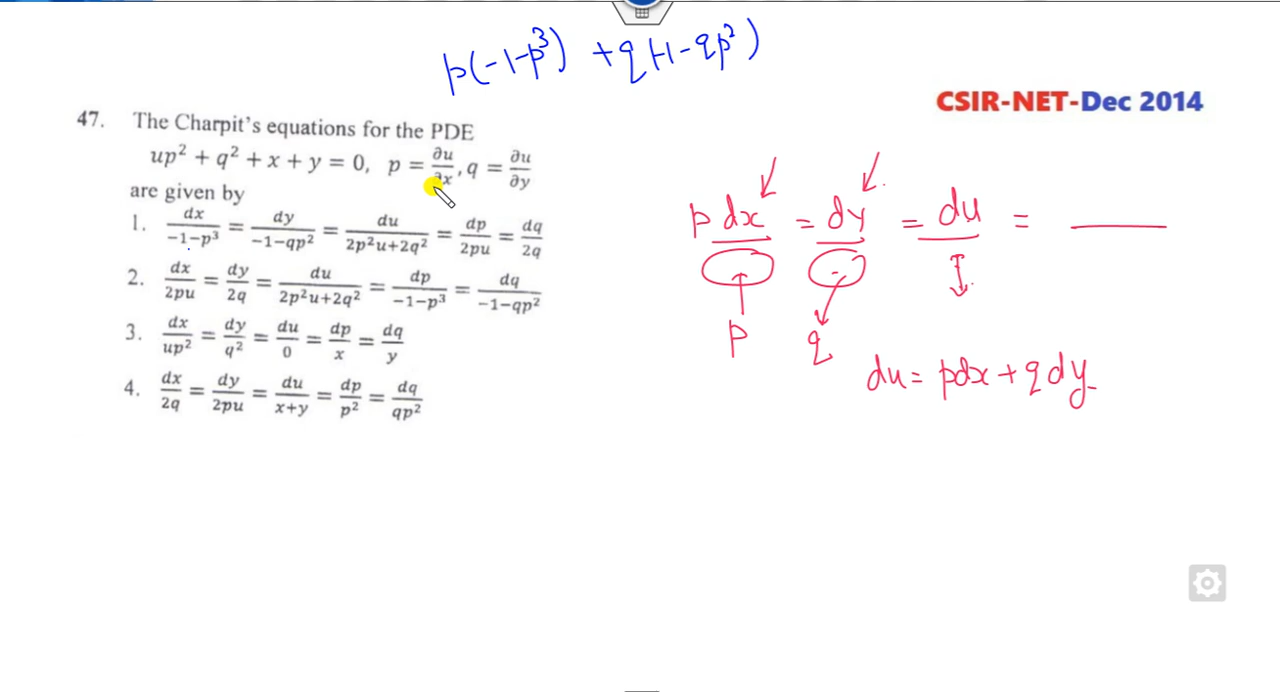 p(-1-p³) + q(-1-qp²)
CSIR-NET-Dec 2014
47. The Charpit's equations for the PDE
up² + q² + x + y = 0, p = ∂u/∂x, q = ∂u/∂y
are given by
1. dx/(-1-p³) = dy/(-1-qp²) = du/(2p²u+2q²) = dp/(2pu) = dq/(2q)
2. dx/(2pu) = dy/(2q) = du/(2p²u+2q²) = dp/(-1-p³) = dq/(-1-qp²)
3. dx/(up²) = dy/(q²) = du/0 = dp/x = dq/y
4. dx/(2q) = dy/(2pu) = du/(x+y) = dp/(p²) = dq/(qp²)
p dx = dy = du =
p q
du = pdx + qdy